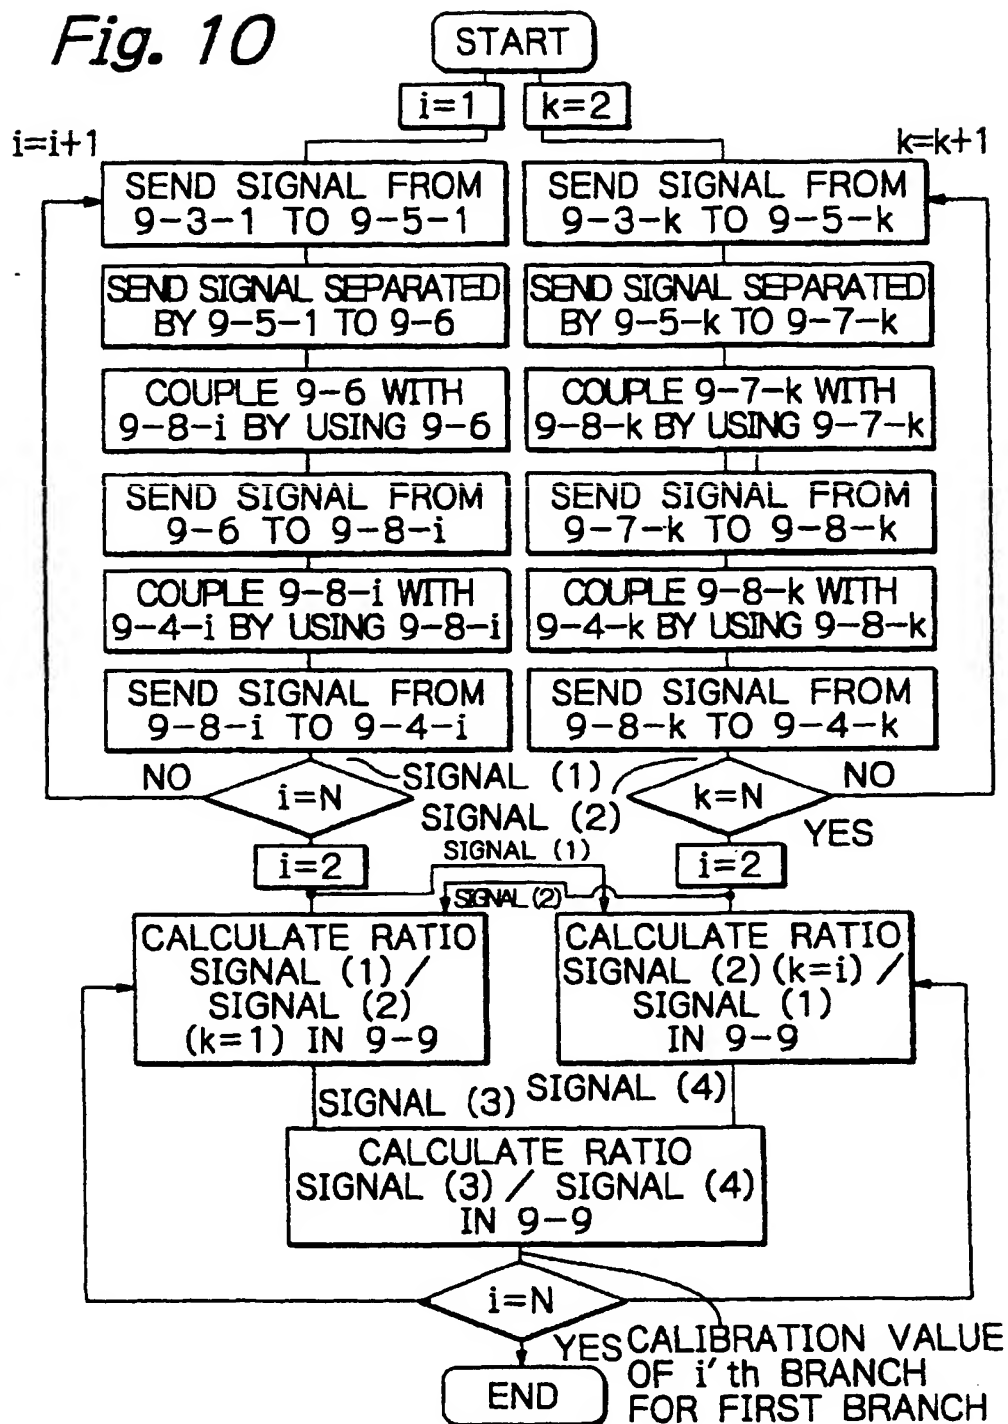 Fig. 10
START
i=1
k=2
i=i+1
k=k+1
SEND SIGNAL FROM
9-3-1 TO 9-5-1
SEND SIGNAL FROM
9-3-k TO 9-5-k
SEND SIGNAL SEPARATED
BY 9-5-1 TO 9-6
SEND SIGNAL SEPARATED
BY 9-5-k TO 9-7-k
COUPLE 9-6 WITH
9-8-i BY USING 9-6
COUPLE 9-7-k WITH
9-8-k BY USING 9-7-k
SEND SIGNAL FROM
9-6 TO 9-8-i
SEND SIGNAL FROM
9-7-k TO 9-8-k
COUPLE 9-8-i WITH
9-4-i BY USING 9-8-i
COUPLE 9-8-k WITH
9-4-k BY USING 9-8-k
SEND SIGNAL FROM
9-8-i TO 9-4-i
SEND SIGNAL FROM
9-8-k TO 9-4-k
NO
i=N
SIGNAL (1)
SIGNAL (2)
k=N
NO
YES
i=2
SIGNAL (1)
i=2
SIGNAL (2)
CALCULATE RATIO
SIGNAL (1) /
SIGNAL (2)
(k=1) IN 9-9
CALCULATE RATIO
SIGNAL (2) (k=i) /
SIGNAL (1)
IN 9-9
SIGNAL (3)
SIGNAL (4)
CALCULATE RATIO
SIGNAL (3) / SIGNAL (4)
IN 9-9
i=N
YES
END
CALIBRATION VALUE
OF i'th BRANCH
FOR FIRST BRANCH